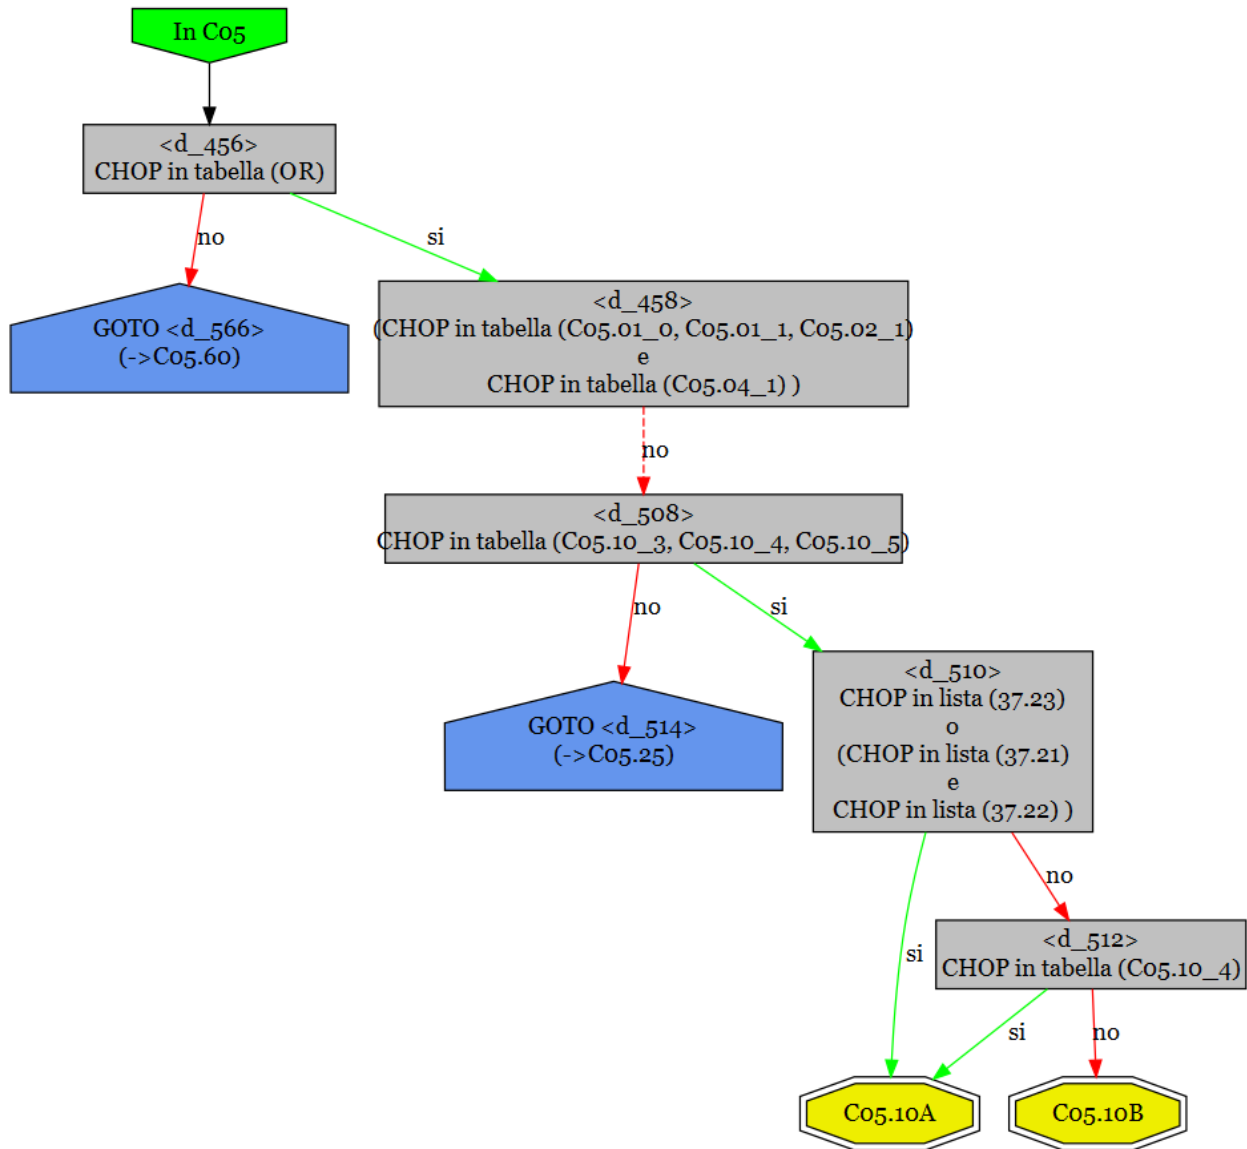 In C05
<d_456>
CHOP in tabella (OR)
no
si
GOTO <d_566>
(->C05.60)
<d_458>
(CHOP in tabella (C05.01_0, C05.01_1, C05.02_1)
e
CHOP in tabella (C05.04_1) )
no
<d_508>
CHOP in tabella (C05.10_3, C05.10_4, C05.10_5)
no
si
GOTO <d_514>
(->C05.25)
<d_510>
CHOP in lista (37.23)
o
(CHOP in lista (37.21)
e
CHOP in lista (37.22) )
no
si
<d_512>
CHOP in tabella (C05.10_4)
si
no
C05.10A
C05.10B